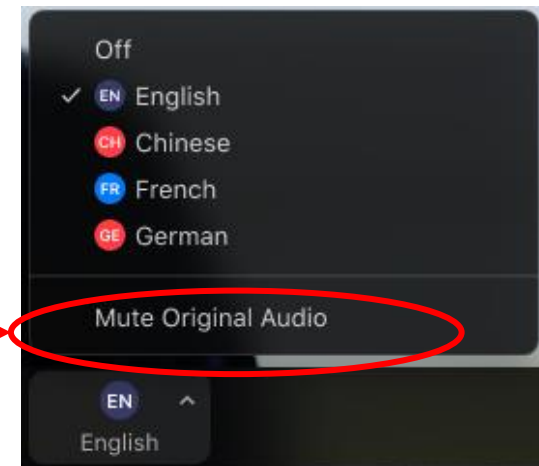 Off
EN English
CH Chinese
FR French
GE German
Mute Original Audio
EN
English